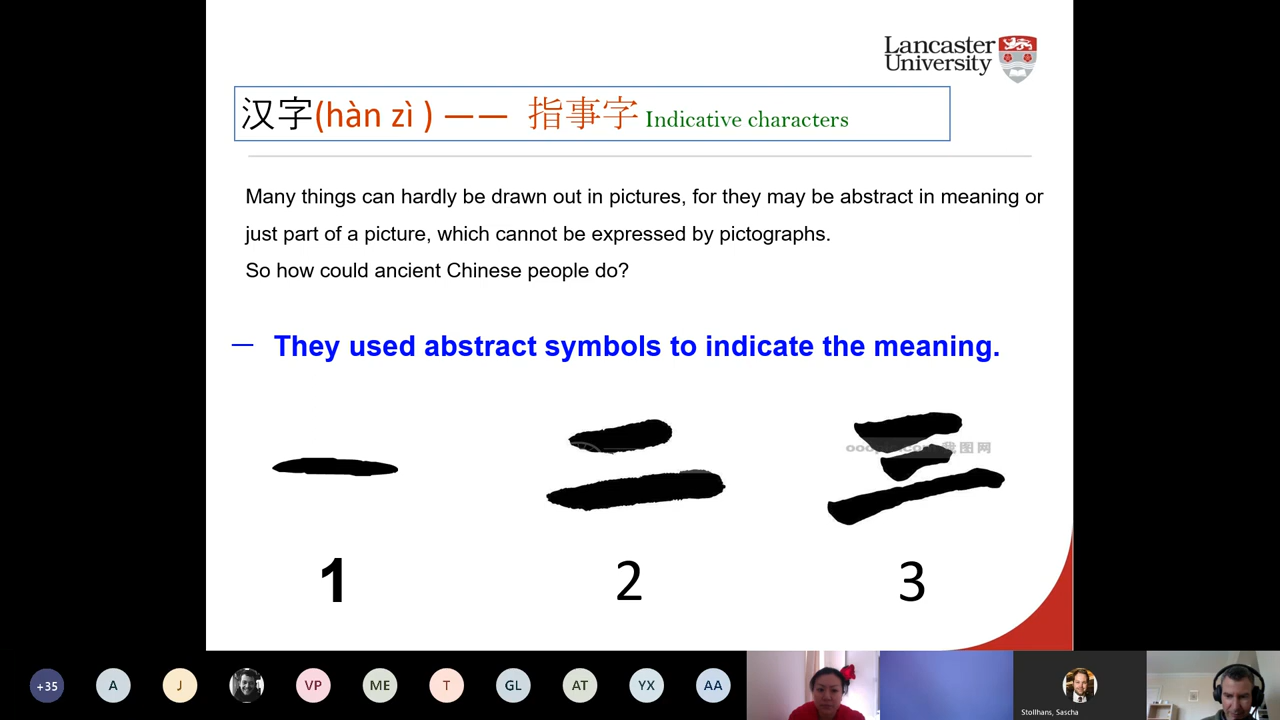 Lancaster
University
汉字(hàn zì ) —— 指事字 Indicative characters
Many things can hardly be drawn out in pictures, for they may be abstract in meaning or
just part of a picture, which cannot be expressed by pictographs.
So how could ancient Chinese people do?
— They used abstract symbols to indicate the meaning.
一 二 三
1 2 3
+35 A J VP ME T GL AT YX AA
Stollhans, Sascha